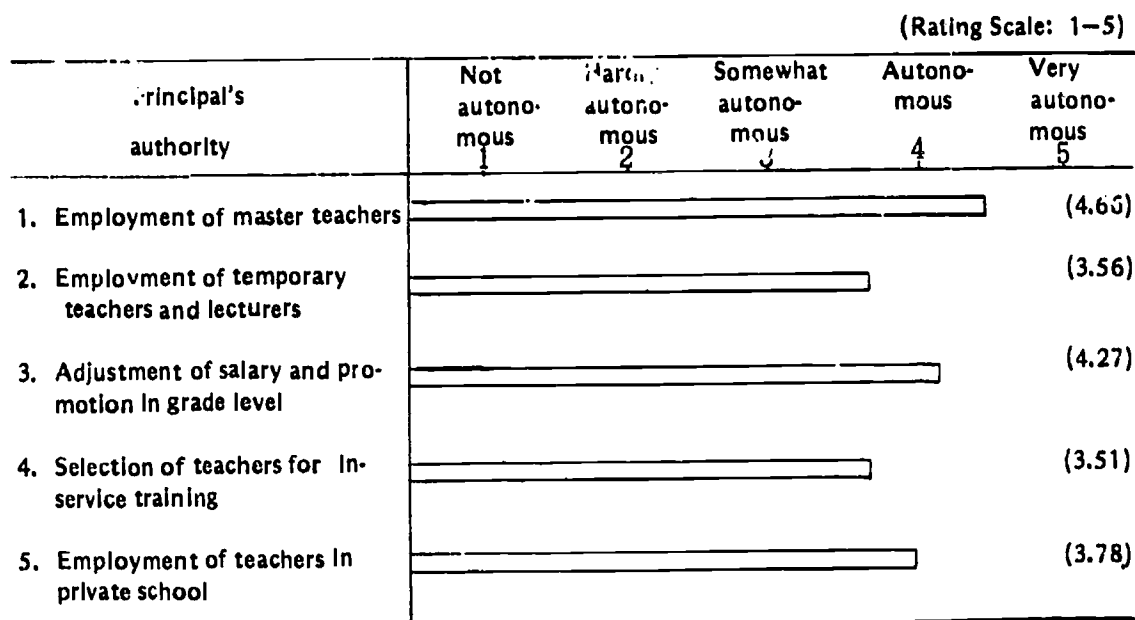 (Rating Scale: 1–5)
Principal's
authority
Not
autono-
mous
1
autono-
mous
2
Somewhat
autono-
mous
3
Autono-
mous
4
Very
autono-
mous
5
1. Employment of master teachers
2. Employment of temporary
teachers and lecturers
(3.56)
3. Adjustment of salary and pro-
motion in grade level
(4.27)
4. Selection of teachers for in-
service training
(3.51)
5. Employment of teachers in
private school
(3.78)